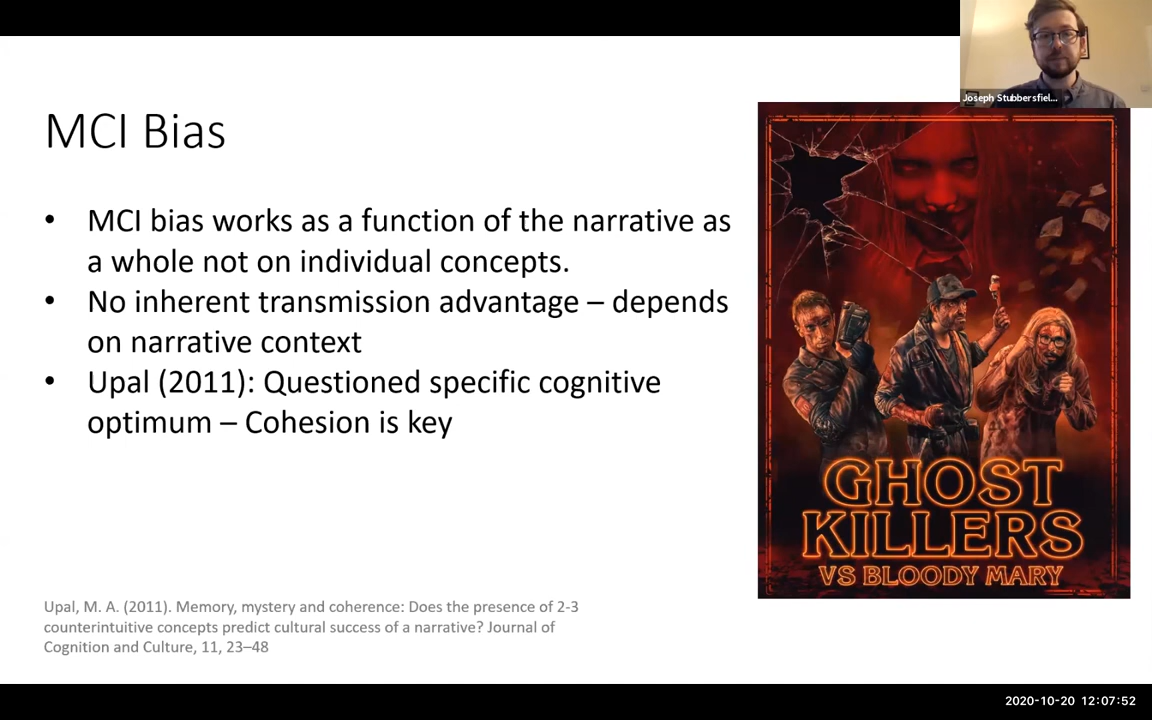 Joseph Stubbersfiel...
MCI Bias
• MCI bias works as a function of the narrative as
a whole not on individual concepts.
• No inherent transmission advantage – depends
on narrative context
• Upal (2011): Questioned specific cognitive
optimum – Cohesion is key
GHOST
KILLERS
VS BLOODY MARY
Upal, M. A. (2011). Memory, mystery and coherence: Does the presence of 2-3
counterintuitive concepts predict cultural success of a narrative? Journal of
Cognition and Culture, 11, 23–48
2020-10-20 12:07:52